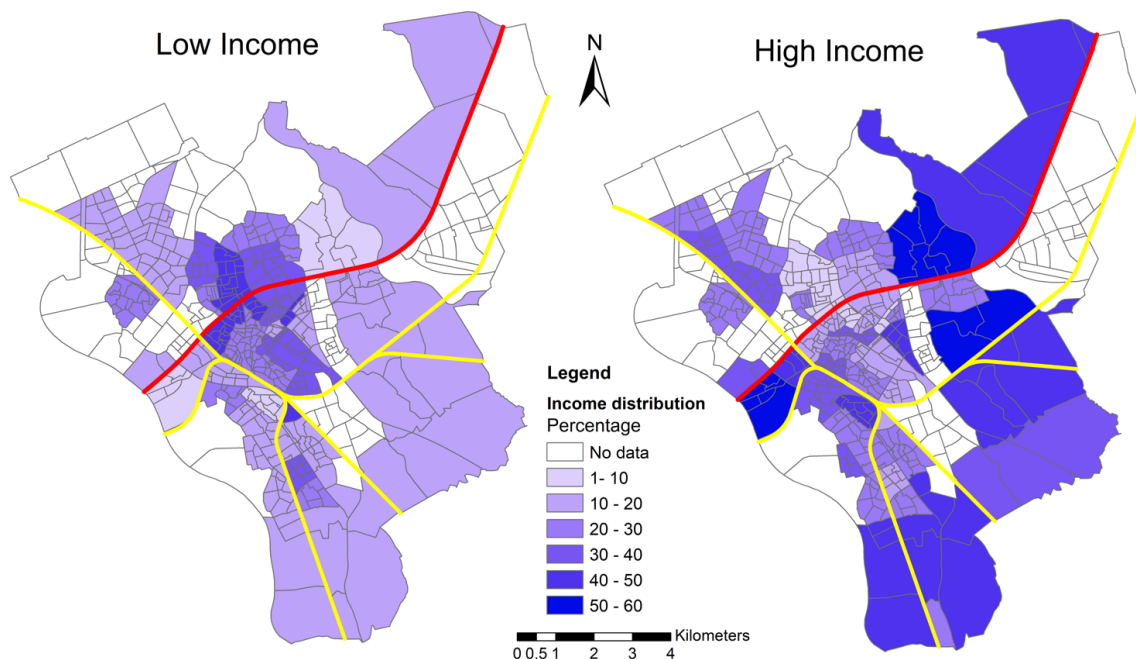 Low Income
N
High Income
Legend
Income distribution
Percentage
No data
1- 10
10 - 20
20 - 30
30 - 40
40 - 50
50 - 60
Kilometers
0 0.5 1 2 3 4